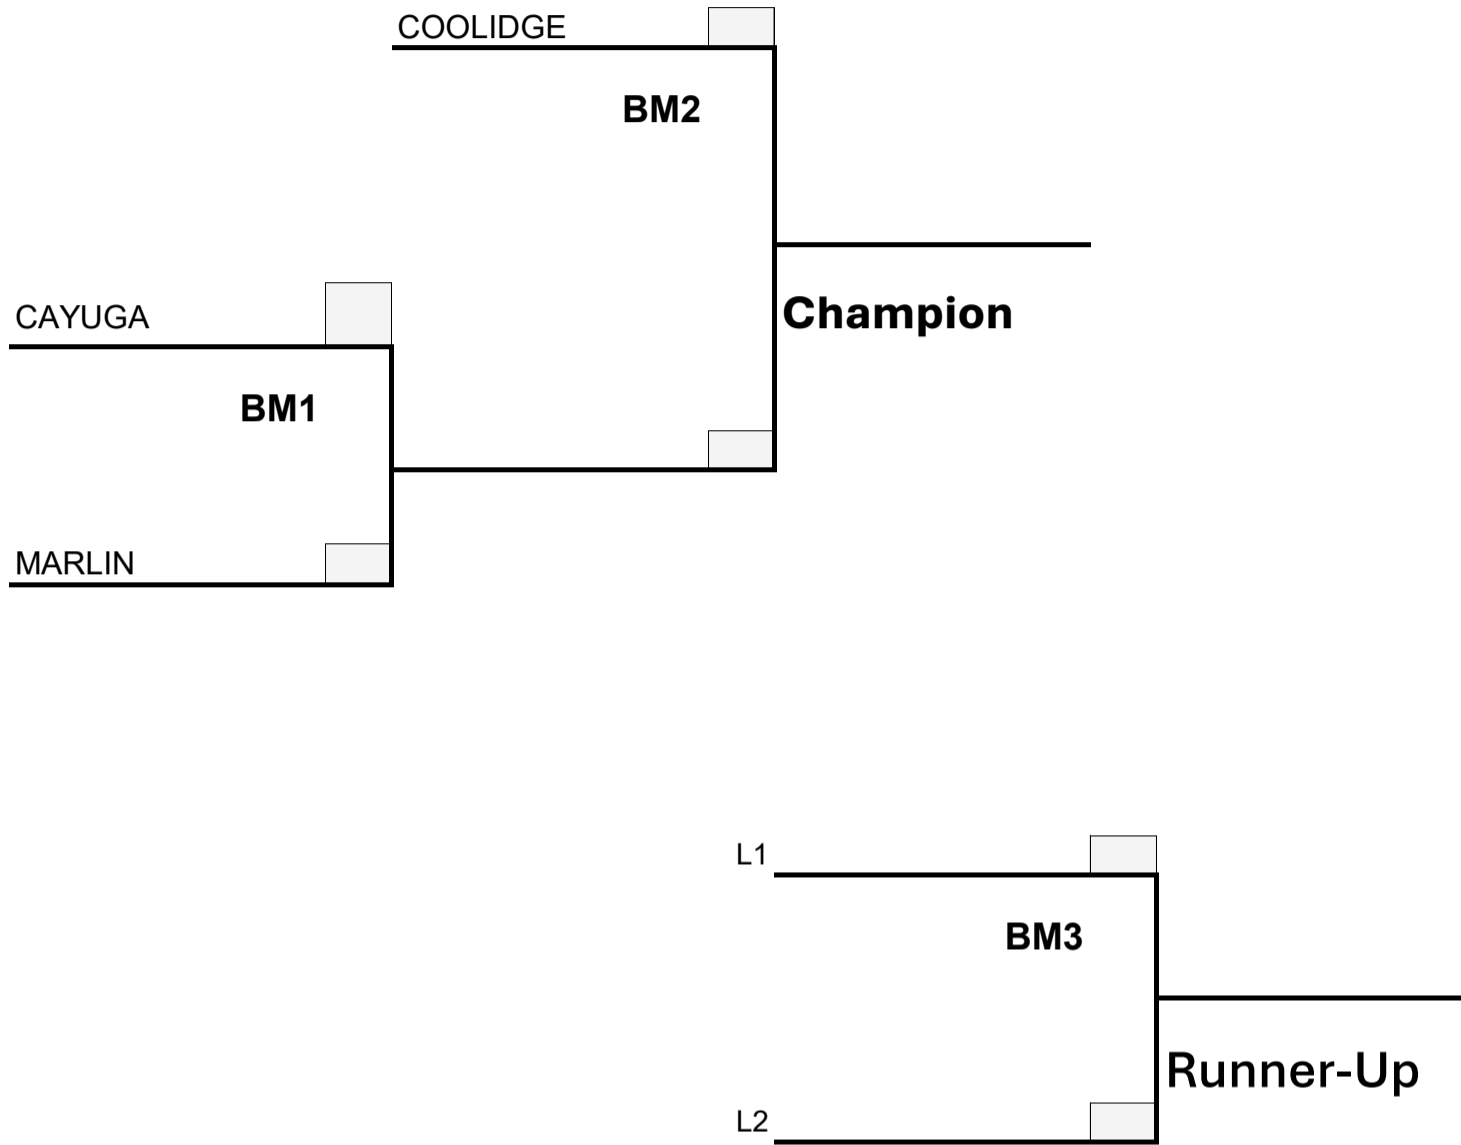 COOLIDGE
BM2
CAYUGA
Champion
BM1
MARLIN
L1
BM3
Runner-Up
L2